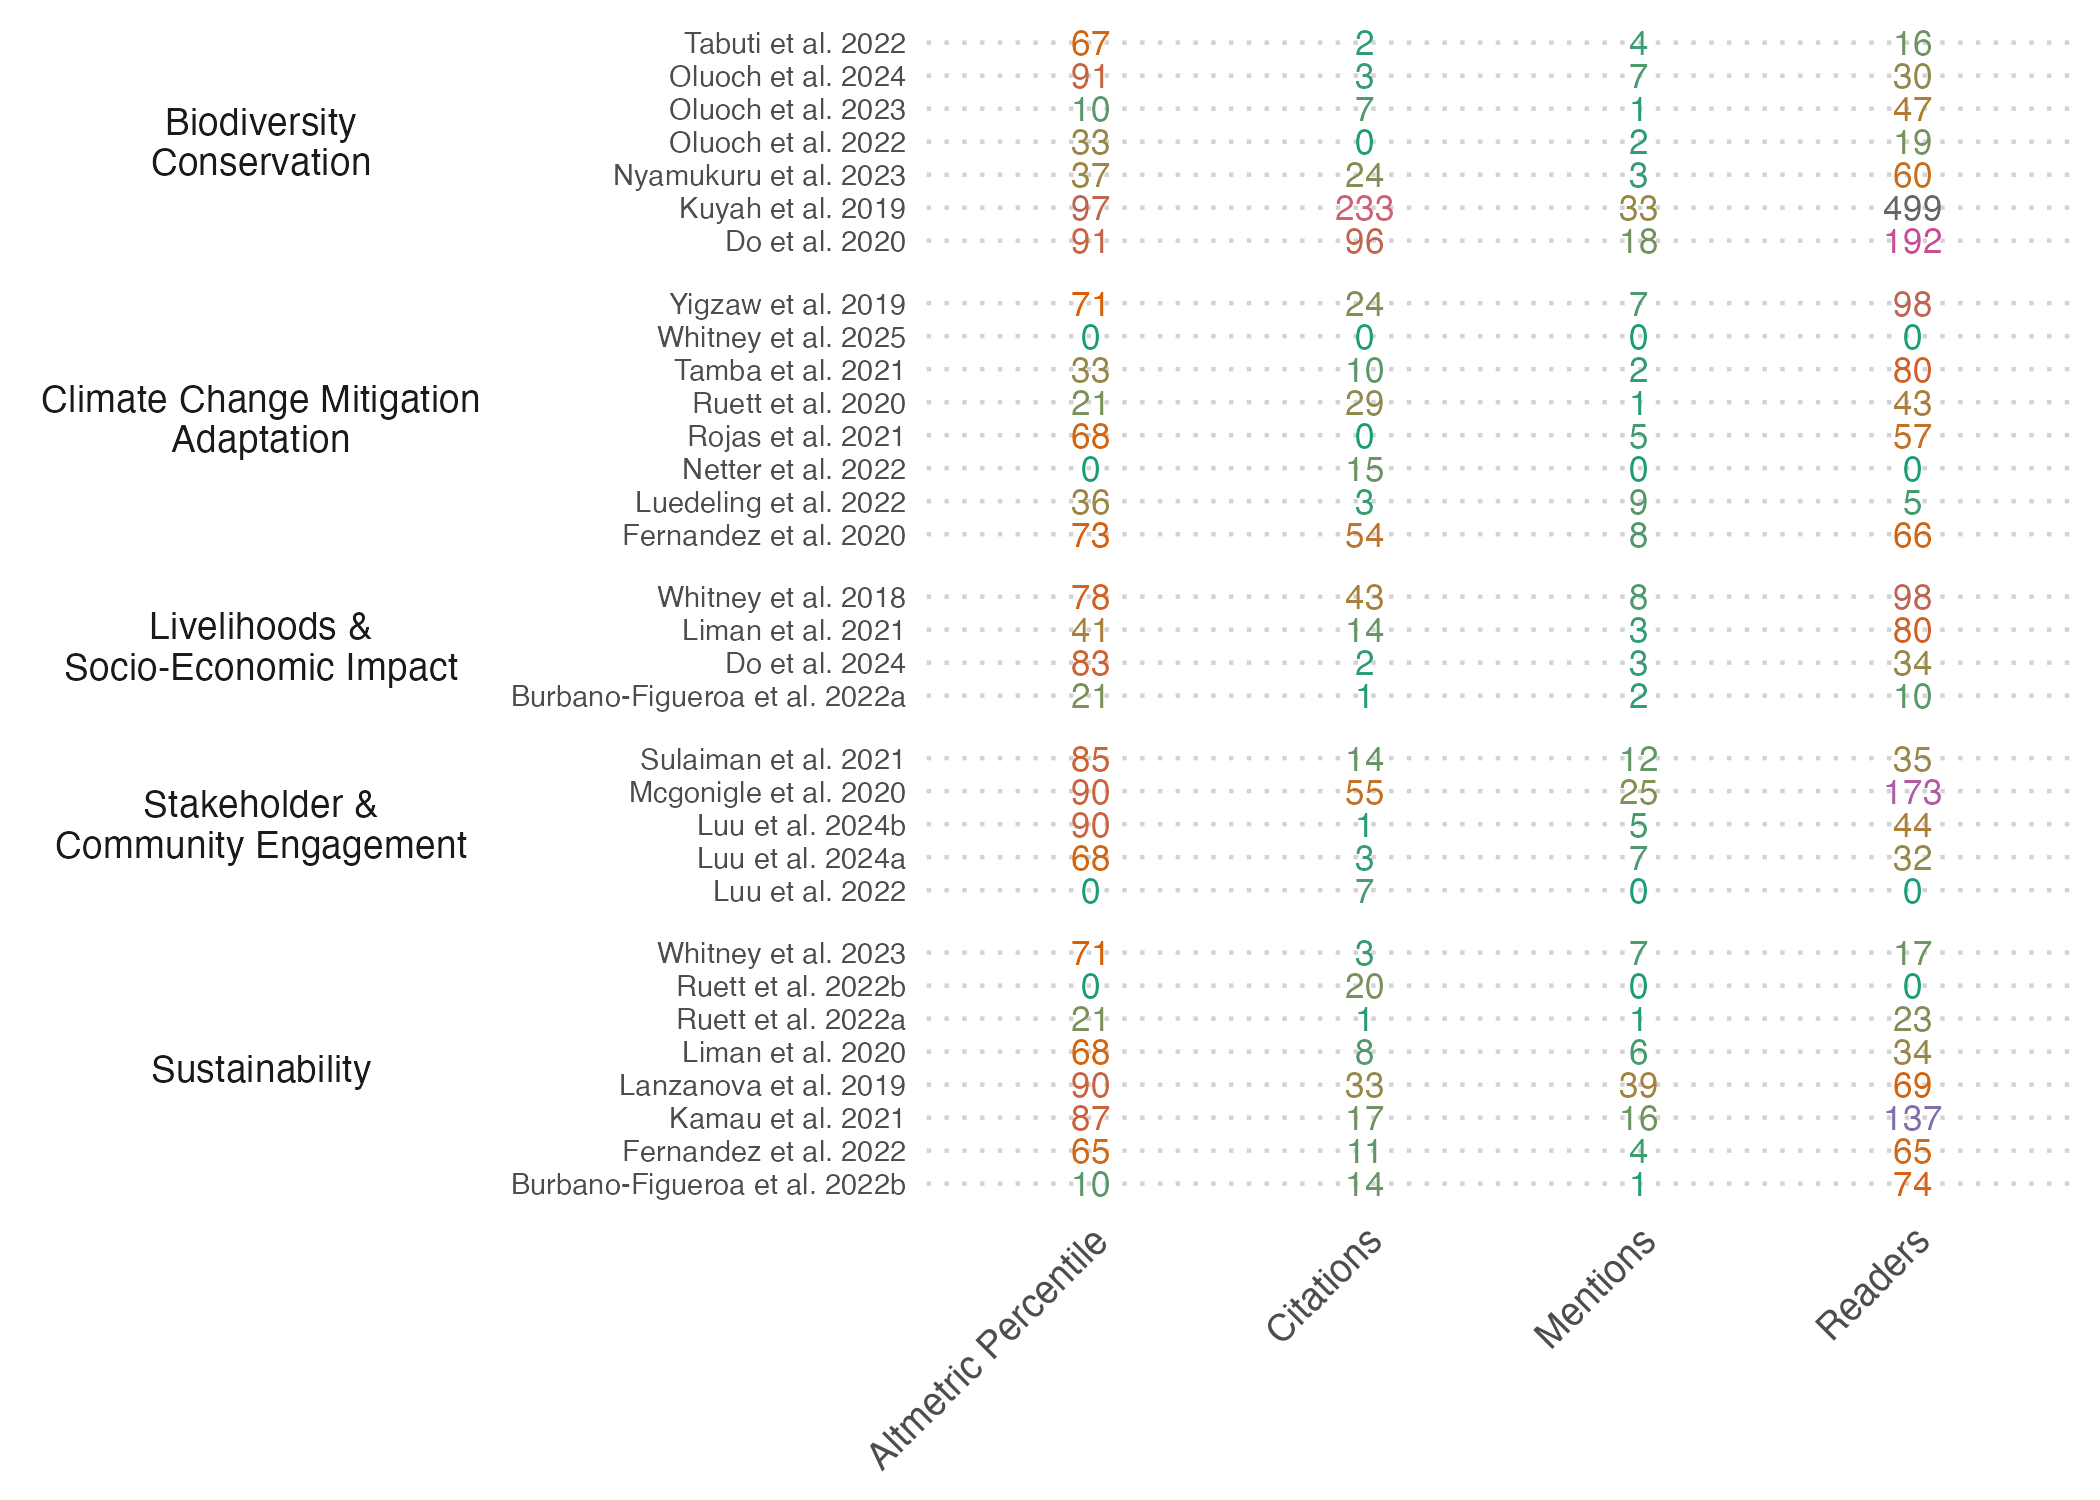 Biodiversity
Conservation
Tabuti et al. 2022 67 2 4 16
Oluoch et al. 2024 91 3 7 30
Oluoch et al. 2023 10 7 1 47
Oluoch et al. 2022 33 0 2 19
Nyamukuru et al. 2023 37 24 3 60
Kuyah et al. 2019 97 233 33 499
Do et al. 2020 91 96 18 192
Climate Change Mitigation
Adaptation
Yigzaw et al. 2019 71 24 7 98
Whitney et al. 2025 0 0 0 0
Tamba et al. 2021 33 10 2 80
Ruett et al. 2020 21 29 1 43
Rojas et al. 2021 68 0 5 57
Netter et al. 2022 0 15 0 0
Luedeling et al. 2022 36 3 9 5
Fernandez et al. 2020 73 54 8 66
Livelihoods &
Socio-Economic Impact
Whitney et al. 2018 78 43 8 98
Liman et al. 2021 41 14 3 80
Do et al. 2024 83 2 3 34
Burbano-Figueroa et al. 2022a 21 1 2 10
Stakeholder &
Community Engagement
Sulaiman et al. 2021 85 14 12 35
Mcgonigle et al. 2020 90 55 25 173
Luu et al. 2024b 90 1 5 44
Luu et al. 2024a 68 3 7 32
Luu et al. 2022 0 7 0 0
Sustainability
Whitney et al. 2023 71 3 7 17
Ruett et al. 2022b 0 20 0 0
Ruett et al. 2022a 21 1 1 23
Liman et al. 2020 68 8 6 34
Lanzanova et al. 2019 90 33 39 69
Kamau et al. 2021 87 17 16 137
Fernandez et al. 2022 65 11 4 65
Burbano-Figueroa et al. 2022b 10 14 1 74
Altmetric Percentile
Citations
Mentions
Readers